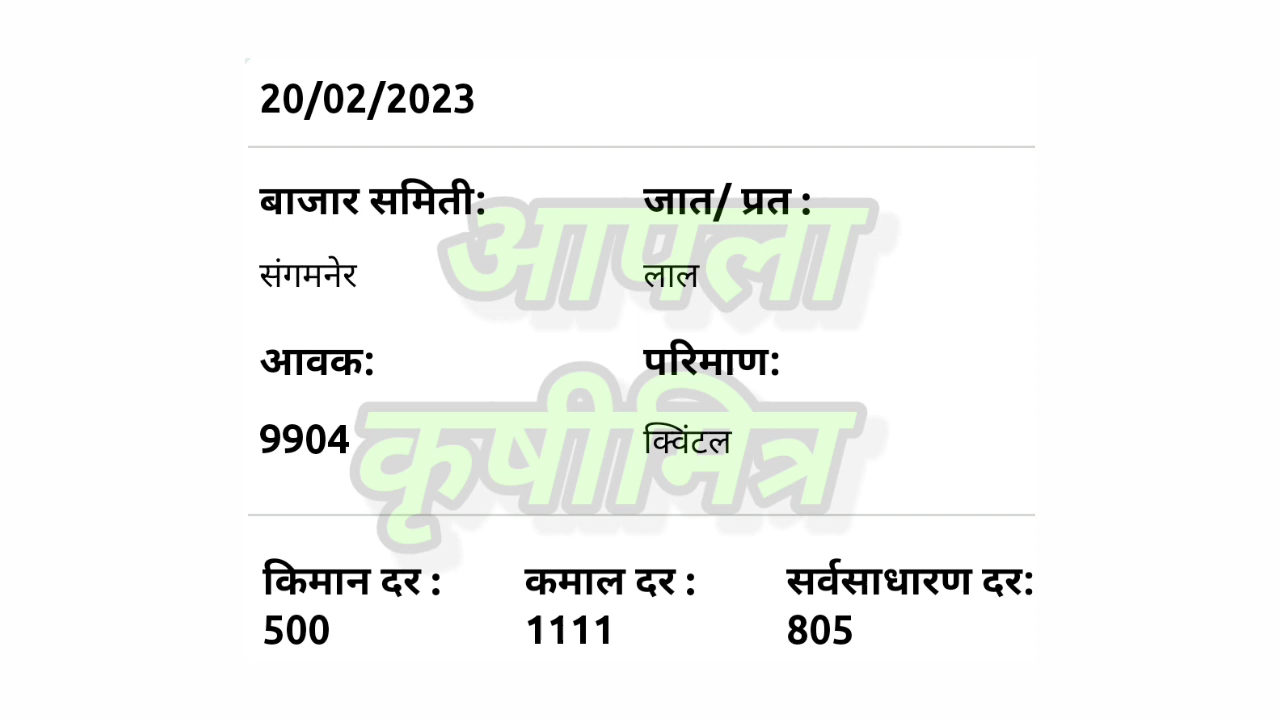 20/02/2023
बाजार समिती: जात/ प्रत :
संगमनेर लाल
आपला
आवक: परिमाण:
9904 क्विंटल
कृषीमित्र
किमान दर : कमाल दर : सर्वसाधारण दर:
500 1111 805